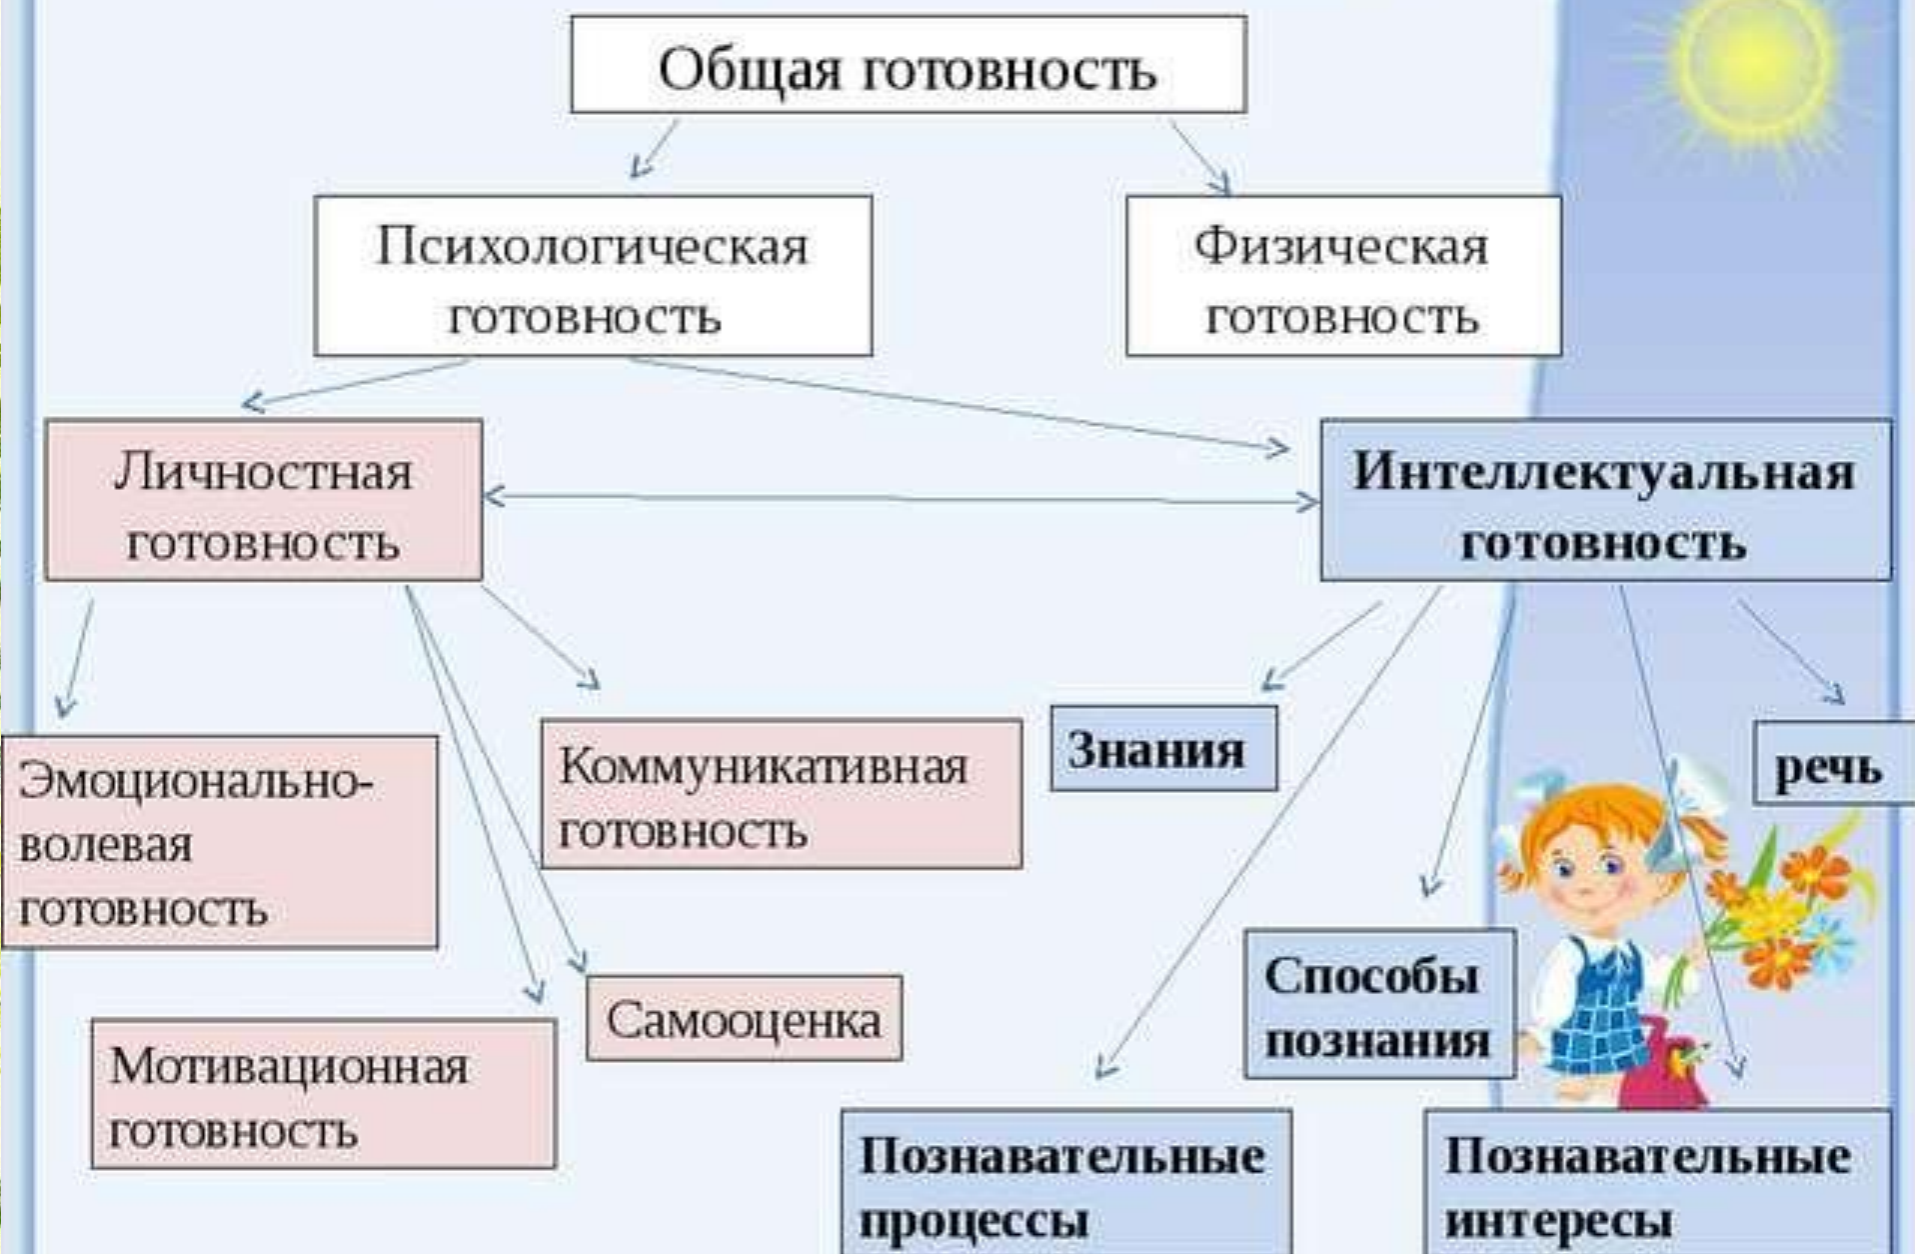 Общая готовность
Психологическая
готовность
Физическая
готовность
Личностная
готовность
Интеллектуальная
готовность
Эмоционально-
волевая
готовность
Коммуникативная
готовность
Знания
речь
Мотивационная
готовность
Самооценка
Способы
познания
Познавательные
процессы
Познавательные
интересы